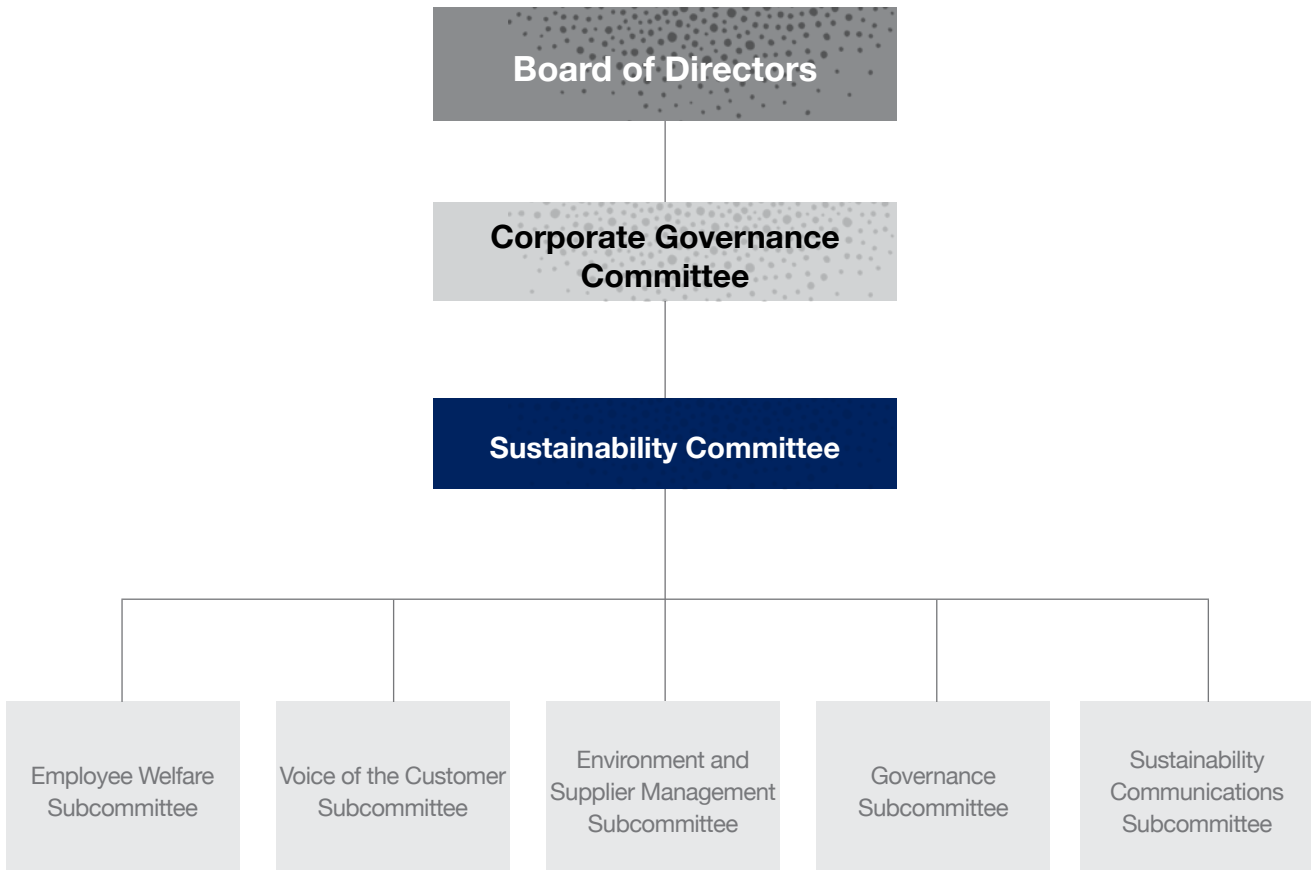 Board of Directors
Corporate Governance
Committee
Sustainability Committee
Employee Welfare
Subcommittee
Voice of the Customer
Subcommittee
Environment and
Supplier Management
Subcommittee
Governance
Subcommittee
Sustainability
Communications
Subcommittee